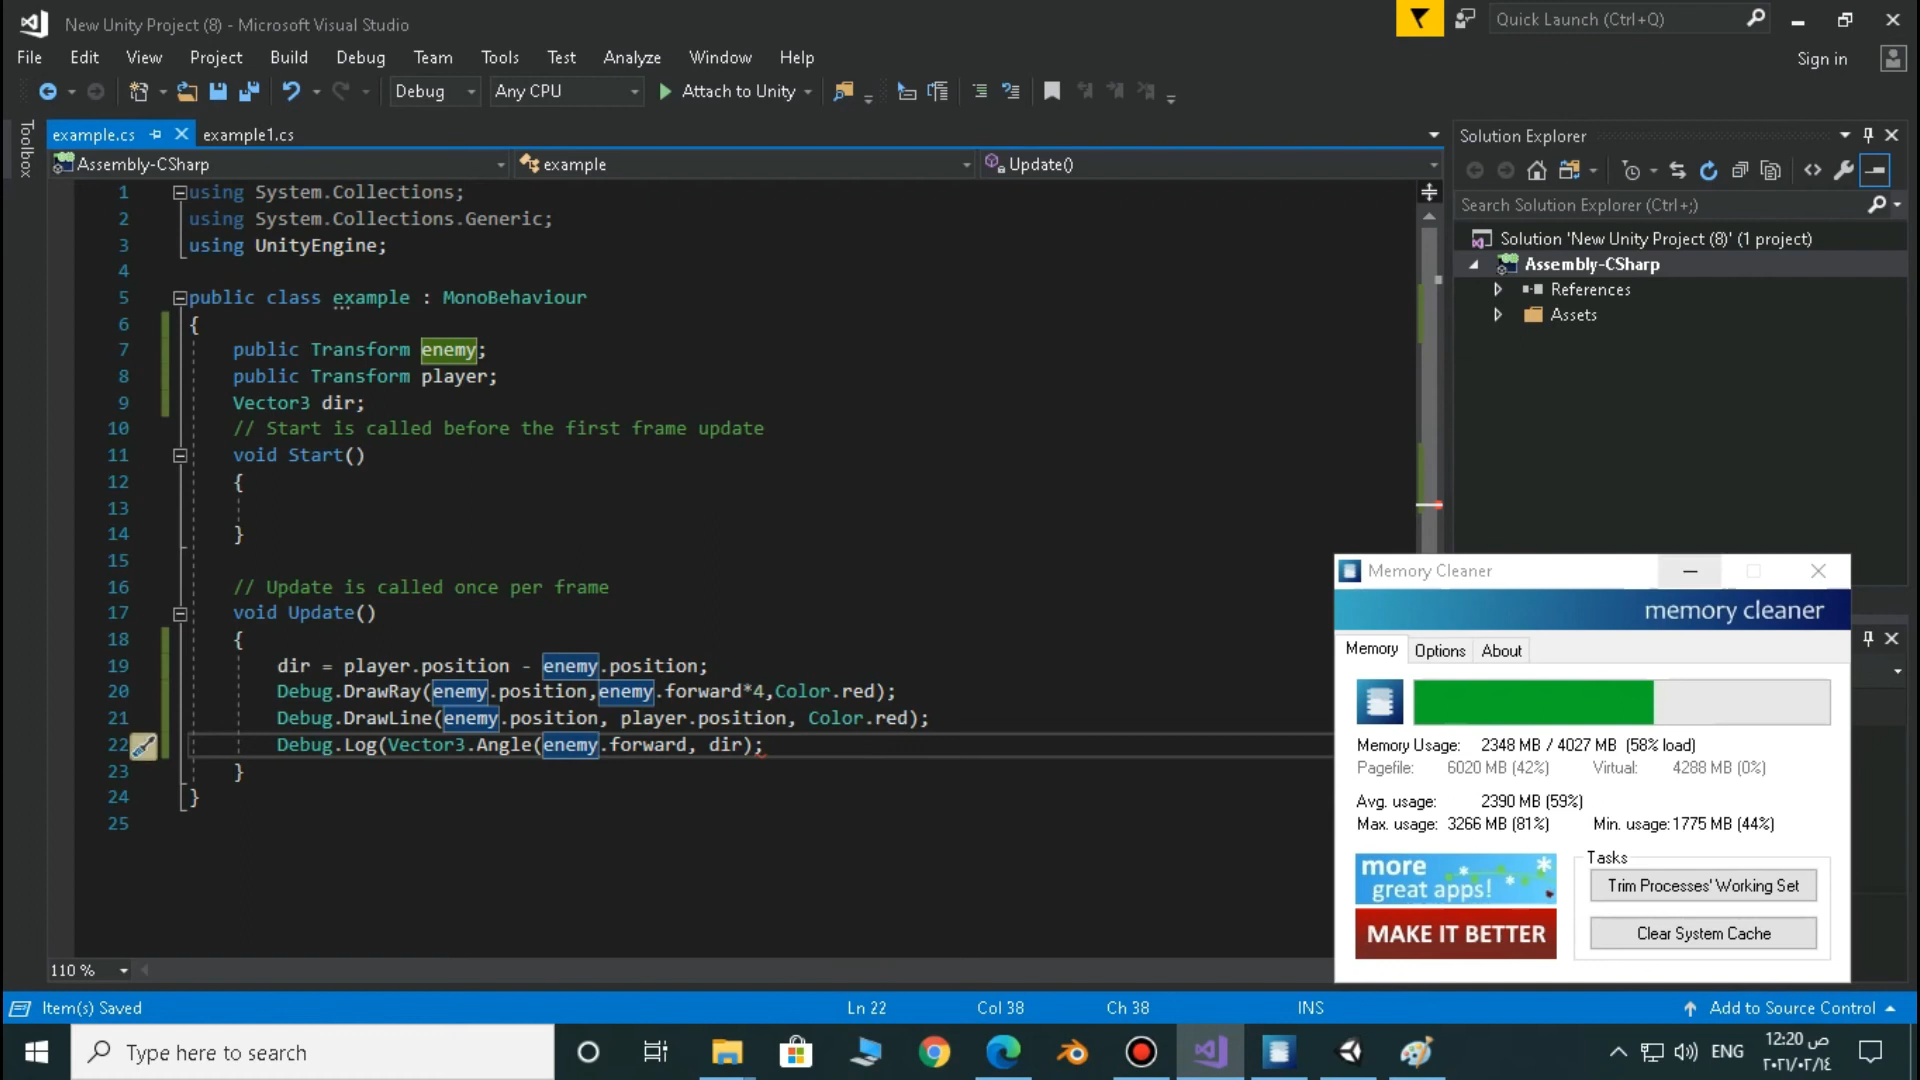 New Unity Project (8) - Microsoft Visual Studio
Quick Launch (Ctrl+Q)
File Edit View Project Build Debug Team Tools Test Analyze Window Help
Sign in
Debug Any CPU Attach to Unity
Toolbox
example.cs example1.cs
Assembly-CSharp example Update()
1 using System.Collections;
2 using System.Collections.Generic;
3 using UnityEngine;
4
5 public class example : MonoBehaviour
6 {
7 public Transform enemy;
8 public Transform player;
9 Vector3 dir;
10 // Start is called before the first frame update
11 void Start()
12 {
13
14 }
15
16 // Update is called once per frame
17 void Update()
18 {
19 dir = player.position - enemy.position;
20 Debug.DrawRay(enemy.position,enemy.forward*4,Color.red);
21 Debug.DrawLine(enemy.position, player.position, Color.red);
22 Debug.Log(Vector3.Angle(enemy.forward, dir);
23 }
24 }
25
110 %
Solution Explorer
Search Solution Explorer (Ctrl+;)
Solution 'New Unity Project (8)' (1 project)
Assembly-CSharp
References
Assets
Memory Cleaner
memory cleaner
Memory Options About
Memory Usage: 2348 MB / 4027 MB (58% load)
Pagefile: 6020 MB (42%) Virtual: 4288 MB (0%)
Avg. usage: 2390 MB (59%)
Max. usage: 3266 MB (81%) Min. usage: 1775 MB (44%)
more
great apps!
MAKE IT BETTER
Tasks
Trim Processes' Working Set
Clear System Cache
Item(s) Saved Ln 22 Col 38 Ch 38 INS Add to Source Control
Type here to search
ENG
12:20 ص
٢٠٢١/٠٢/١٤